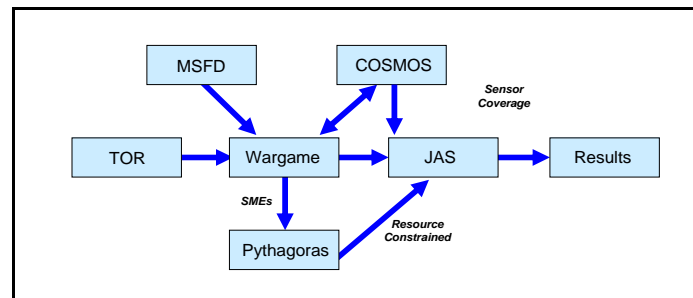 MSFD
COSMOS
Sensor
Coverage
TOR
Wargame
JAS
Results
SMEs
Resource
Constrained
Pythagoras